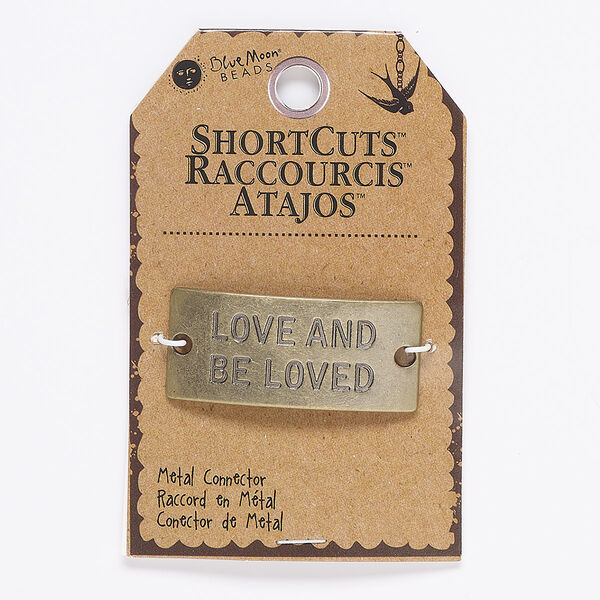 Blue Moon®
BEADS
SHORTCUTS™
RACCOURCIS™
ATAJOS™
LOVE AND
BE LOVED
Metal Connector
Raccord en Métal
Conector de Metal